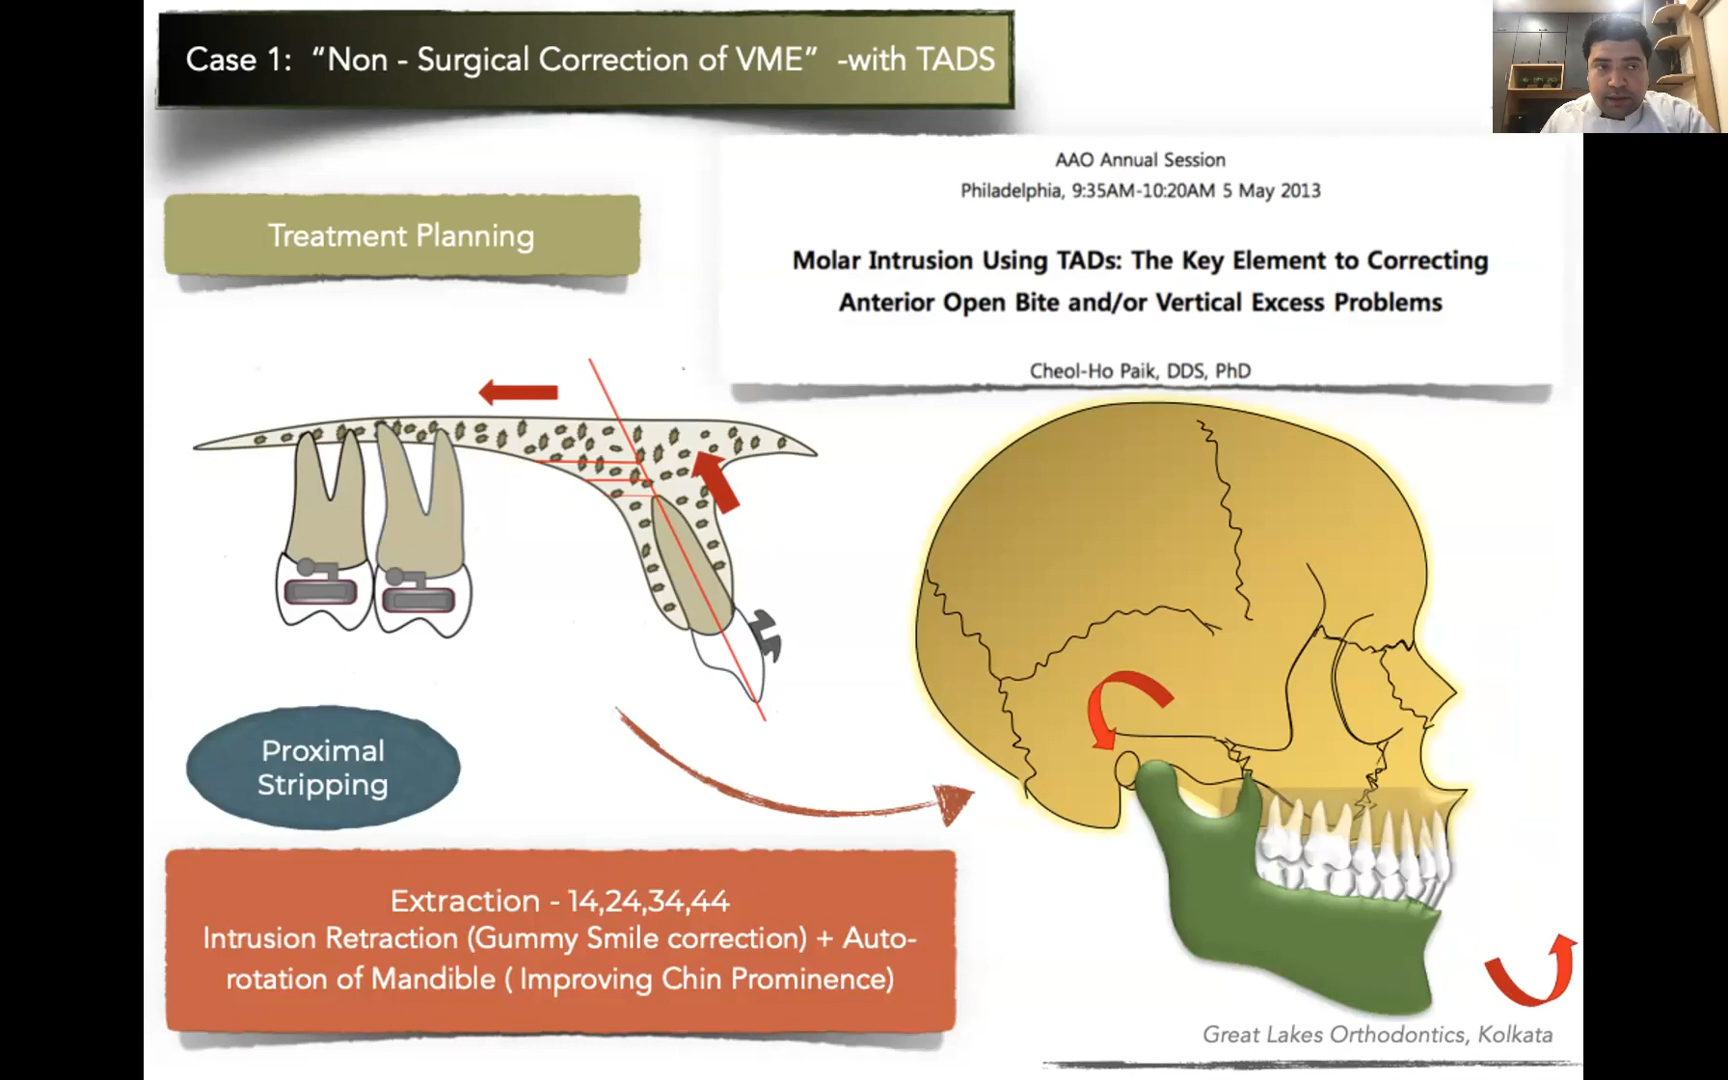 Case 1:  “Non - Surgical Correction of VME”  -with TADS
AAO Annual Session
Philadelphia, 9:35AM-10:20AM 5 May 2013
Treatment Planning
Molar Intrusion Using TADs: The Key Element to Correcting
Anterior Open Bite and/or Vertical Excess Problems
Cheol-Ho Paik, DDS, PhD
Proximal
Stripping
Extraction - 14,24,34,44
Intrusion Retraction (Gummy Smile correction) + Auto-
rotation of Mandible ( Improving Chin Prominence)
Great Lakes Orthodontics, Kolkata